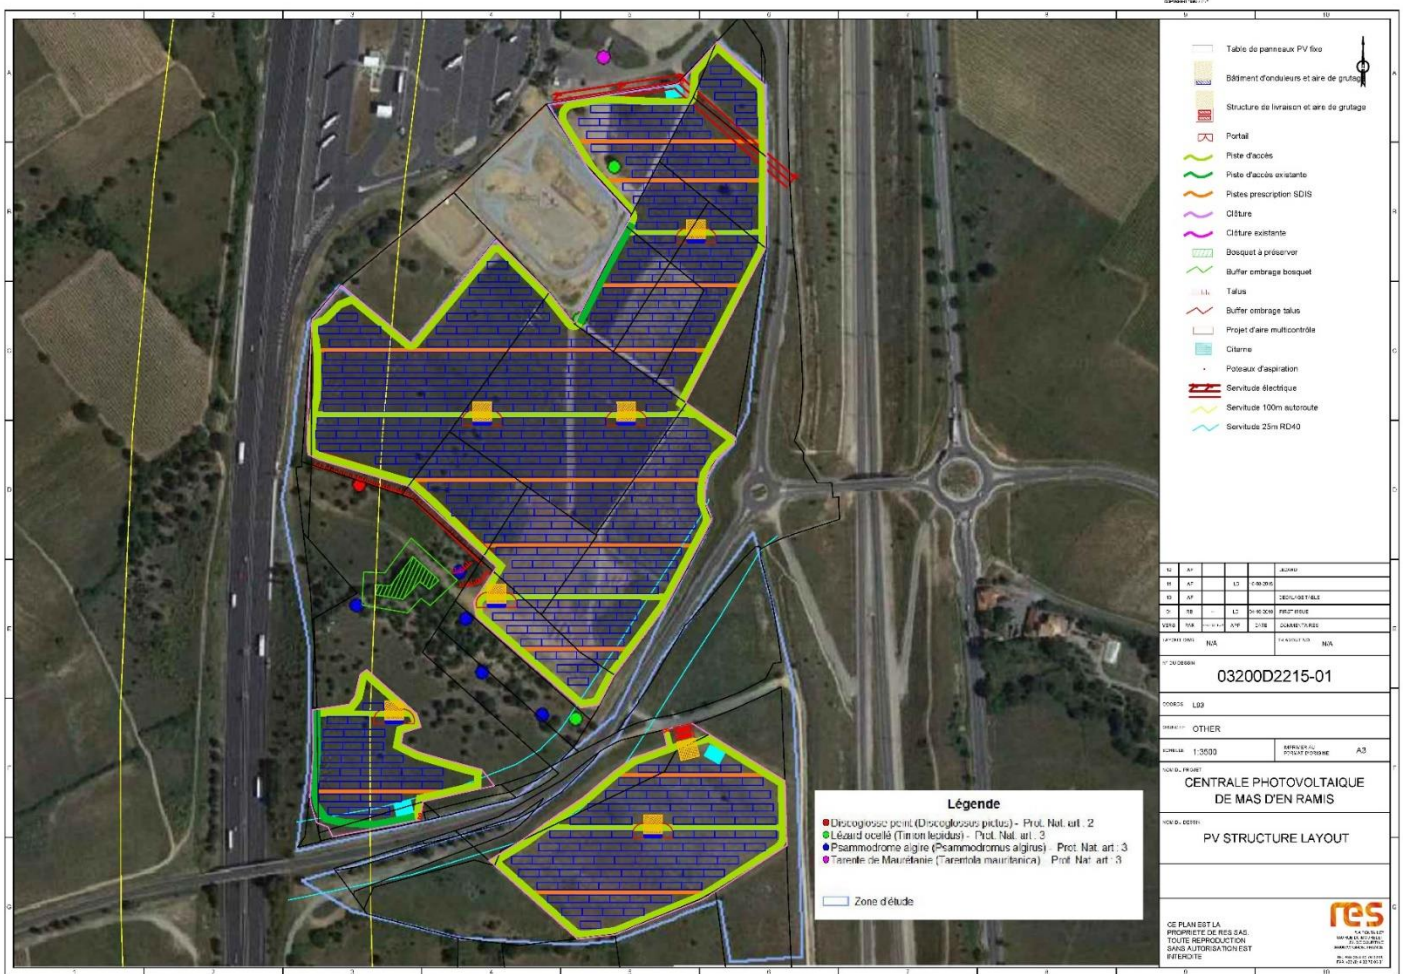 Table de panneaux PV fixe
Bâtiment d'onduleurs et aire de grutage
Structure de livraison et aire de grutage
Portail
Piste d'accès
Piste d'accès existante
Pistes prescription SDIS
Clôture
Clôture existante
Bosquet à préserver
Buffer ombrage bosquet
Talus
Buffer ombrage talus
Projet d'aire multicontrôle
Citerne
Poteaux d'aspiration
Servitude électrique
Servitude 100m autoroute
Servitude 25m RD40
FIRST ISSUE
N/A
N/A
03200D2215-01
L93
OTHER
1:3500
A3
CENTRALE PHOTOVOLTAIQUE
DE MAS D'EN RAMIS
PV STRUCTURE LAYOUT
CE PLAN EST LA
PROPRIETE DE RES SAS.
TOUTE REPRODUCTION
SANS AUTORISATION EST
INTERDITE
res
Légende
Discoglosse peint (Discoglossus pictus) - Prot. Nat. art : 2
Lézard ocellé (Timon lepidus) - Prot. Nat. art : 3
Psammodrome algire (Psammodromus algirus) - Prot. Nat. art : 3
Tarente de Maurétanie (Tarentola mauritanica) Prot. Nat. art : 3
Zone d'étude